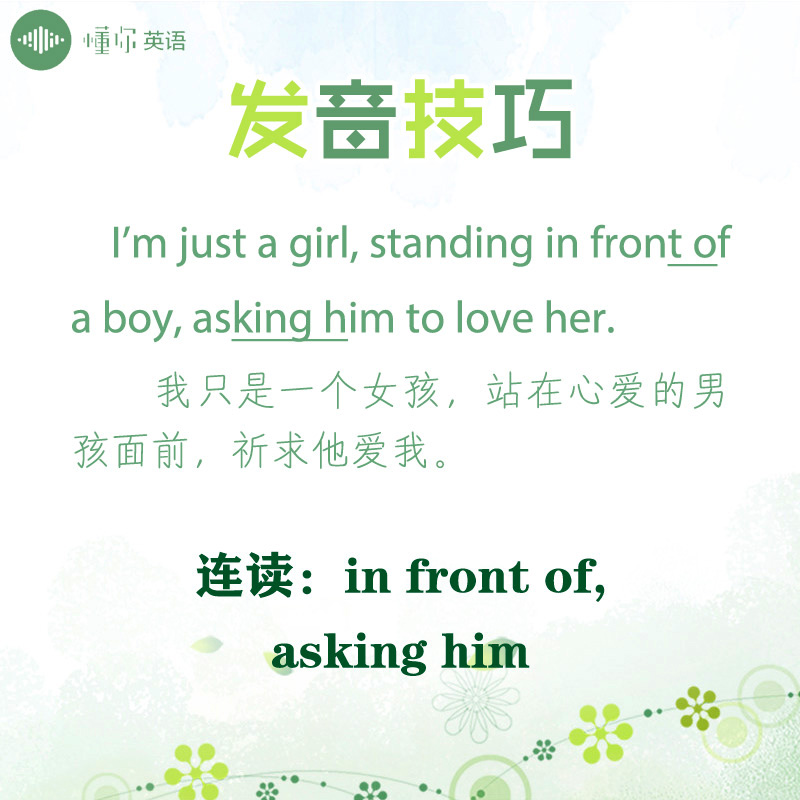 懂你英语
发音技巧
I’m just a girl, standing in front of
a boy, asking him to love her.
我只是一个女孩，站在心爱的男
孩面前，祈求他爱我。
连读：in front of,
asking him